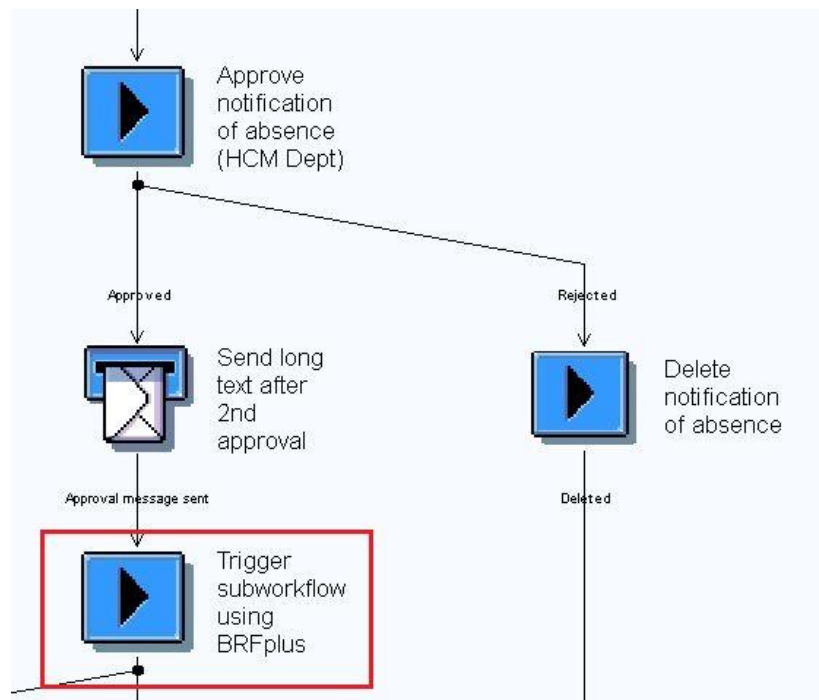 Approve
notification
of absence
(HCM Dept)
Approved
Rejected
Send long
text after
2nd
approval
Delete
notification
of absence
Approval message sent
Deleted
Trigger
subworkflow
using
BRFplus